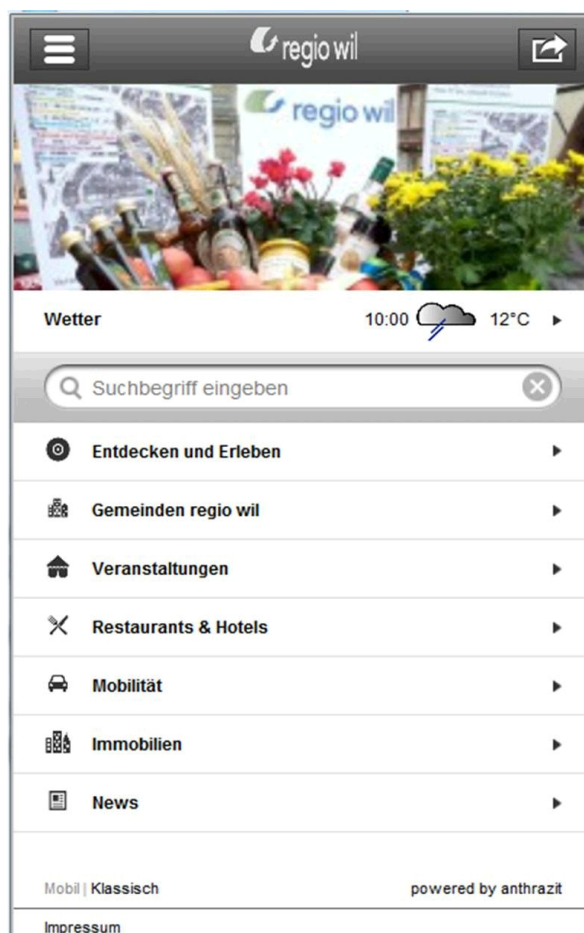 regio wil
regio wil
Wetter 10:00 12°C
Suchbegriff eingeben
Entdecken und Erleben
Gemeinden regio wil
Veranstaltungen
Restaurants & Hotels
Mobilität
Immobilien
News
Mobil | Klassisch powered by anthrazit
Impressum